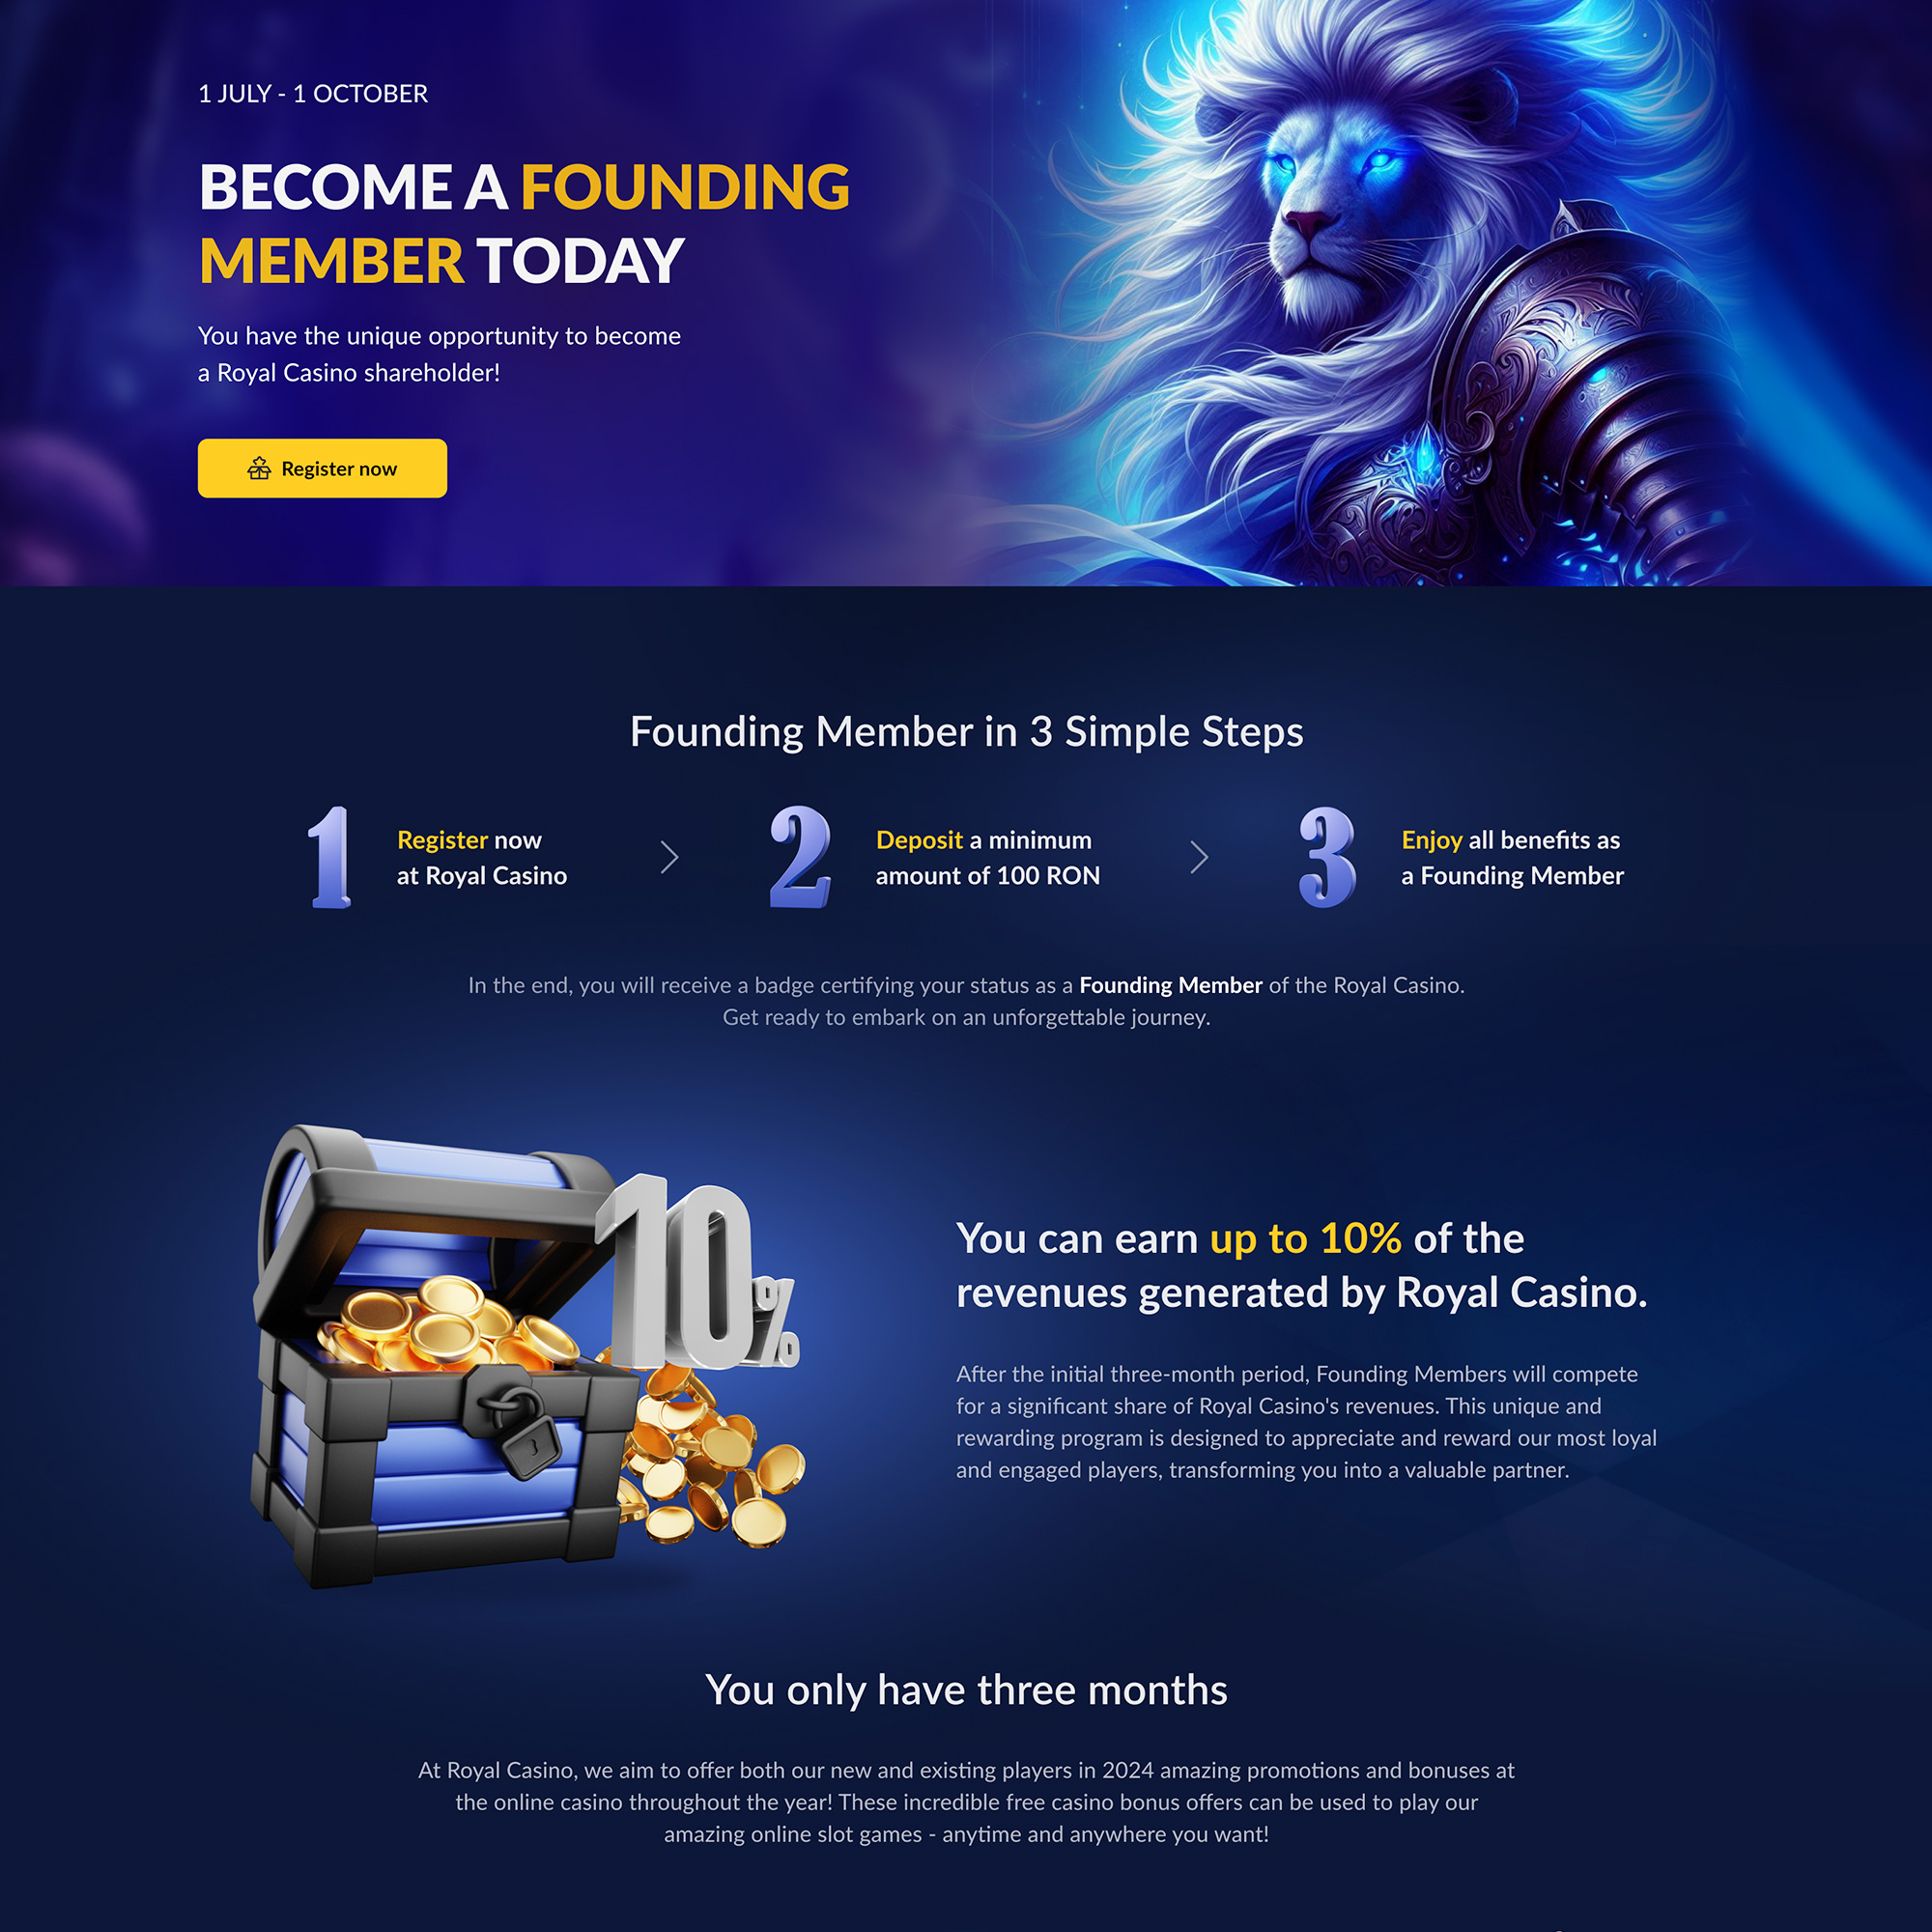 1 JULY - 1 OCTOBER
BECOME A FOUNDING
MEMBER TODAY
You have the unique opportunity to become
a Royal Casino shareholder!
Register now
Founding Member in 3 Simple Steps
1
Register now
at Royal Casino
2
Deposit a minimum
amount of 100 RON
3
Enjoy all benefits as
a Founding Member
In the end, you will receive a badge certifying your status as a Founding Member of the Royal Casino.
Get ready to embark on an unforgettable journey.
10%
You can earn up to 10% of the
revenues generated by Royal Casino.
After the initial three-month period, Founding Members will compete
for a significant share of Royal Casino's revenues. This unique and
rewarding program is designed to appreciate and reward our most loyal
and engaged players, transforming you into a valuable partner.
You only have three months
At Royal Casino, we aim to offer both our new and existing players in 2024 amazing promotions and bonuses at
the online casino throughout the year! These incredible free casino bonus offers can be used to play our
amazing online slot games - anytime and anywhere you want!